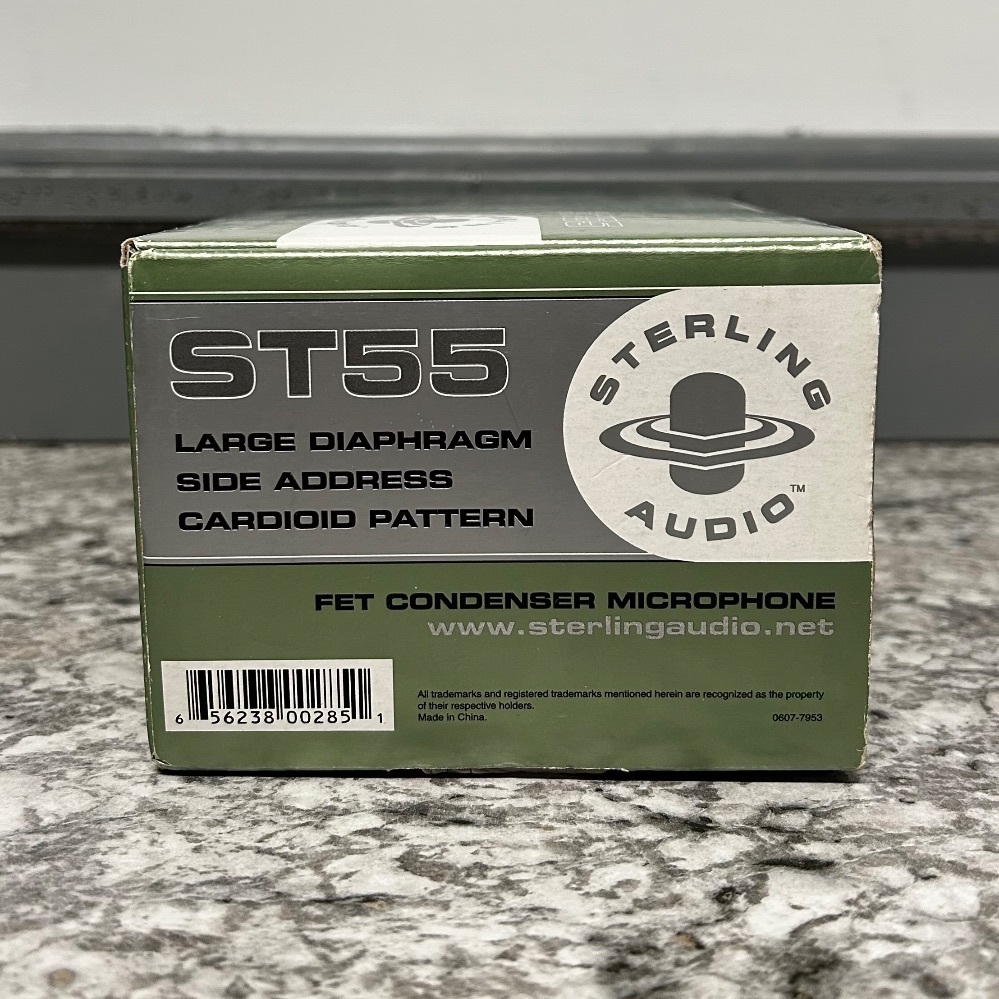 ST55
LARGE DIAPHRAGM
SIDE ADDRESS
CARDIOID PATTERN
STERLING
AUDIO™
FET CONDENSER MICROPHONE
www.sterlingaudio.net
6 56238 00285 1
All trademarks and registered trademarks mentioned herein are recognized as the property
of their respective holders.
Made in China.
0607-7953